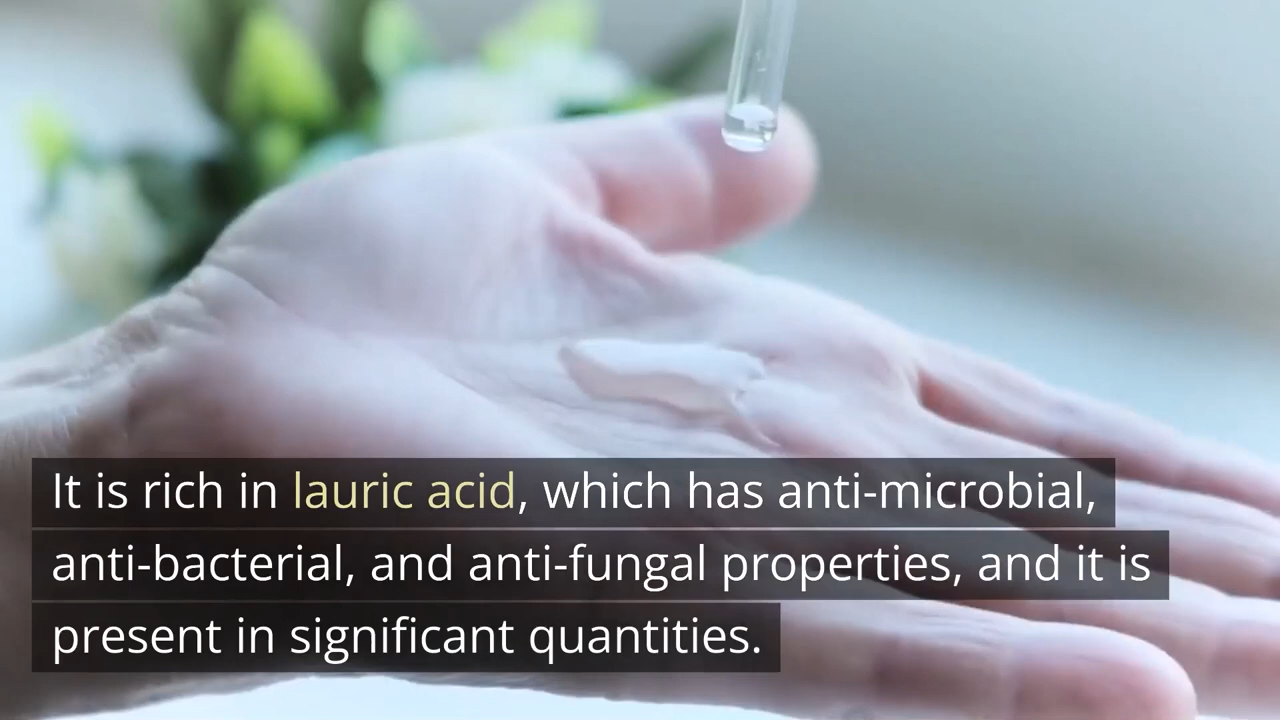 It is rich in lauric acid, which has anti-microbial,
anti-bacterial, and anti-fungal properties, and it is
present in significant quantities.